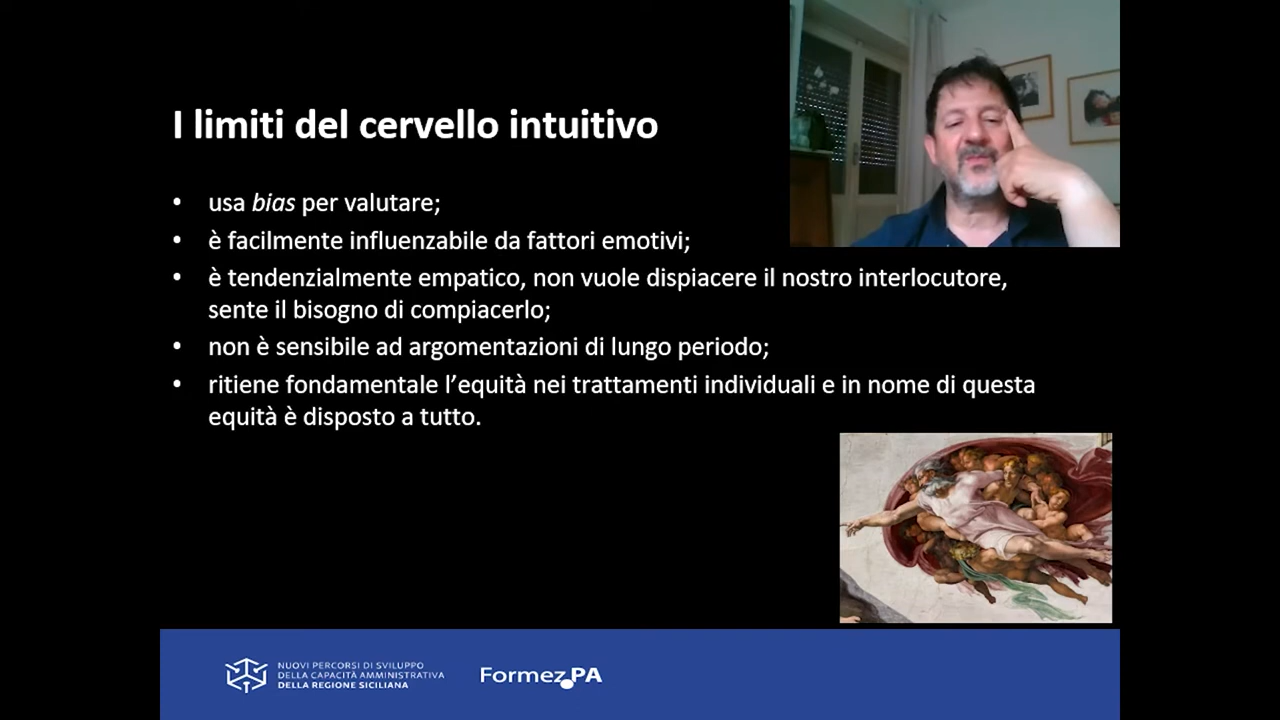 I limiti del cervello intuitivo
• usa bias per valutare;
• è facilmente influenzabile da fattori emotivi;
• è tendenzialmente empatico, non vuole dispiacere il nostro interlocutore,
sente il bisogno di compiacerlo;
• non è sensibile ad argomentazioni di lungo periodo;
• ritiene fondamentale l’equità nei trattamenti individuali e in nome di questa
equità è disposto a tutto.
NUOVI PERCORSI DI SVILUPPO
DELLA CAPACITÀ AMMINISTRATIVA
DELLA REGIONE SICILIANA
Formez.PA